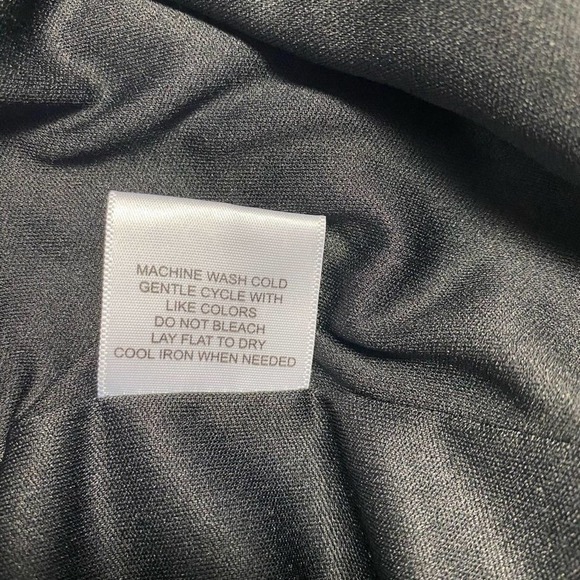 MACHINE WASH COLD
GENTLE CYCLE WITH
LIKE COLORS
DO NOT BLEACH
LAY FLAT TO DRY
COOL IRON WHEN NEEDED